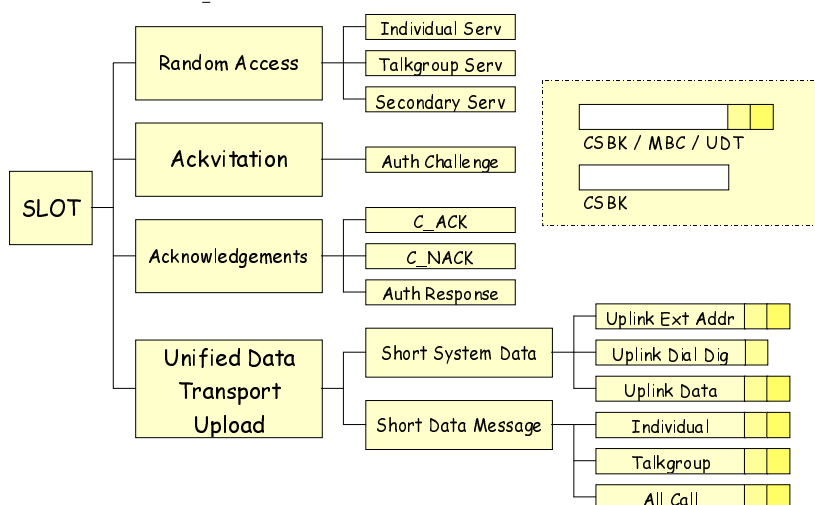 Individual Serv
Random Access
Talkgroup Serv
Secondary Serv
CSBK / MBC / UDT
Ackvitation
Auth Challenge
CSBK
SLOT
C_ACK
Acknowledgements
C_NACK
Auth Response
Uplink Ext Addr
Unified Data
Transport
Upload
Short System Data
Uplink Dial Dig
Uplink Data
Short Data Message
Individual
Talkgroup
All Call